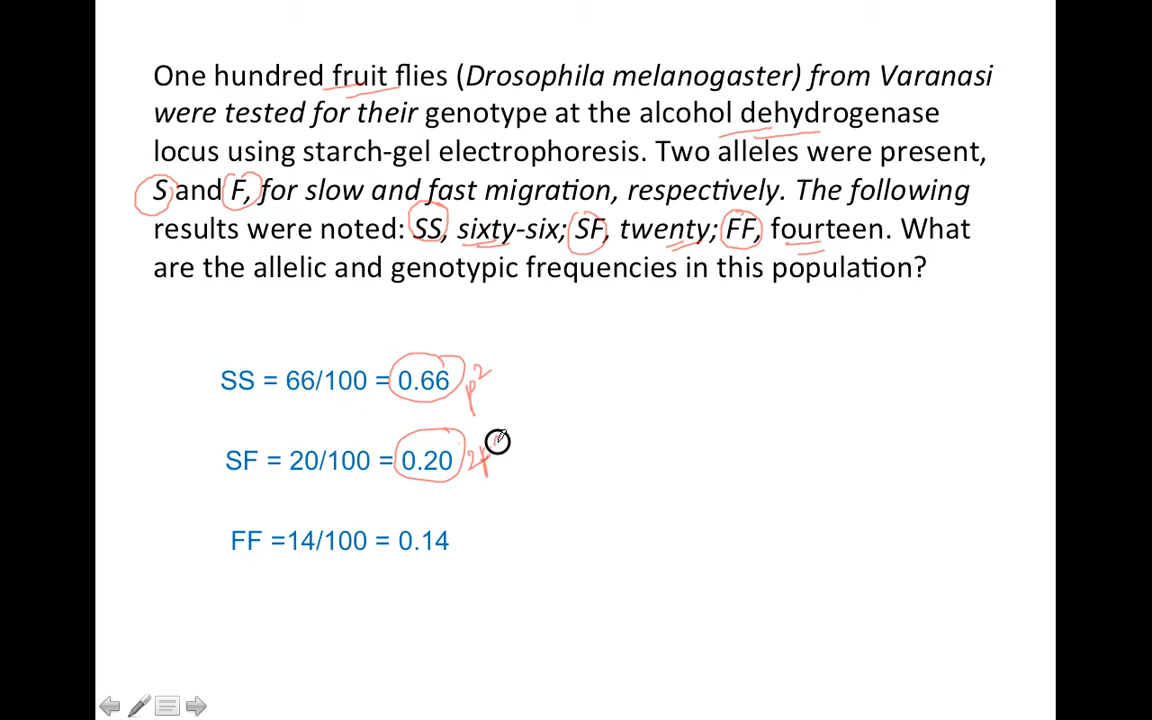 One hundred fruit flies (Drosophila melanogaster) from Varanasi
were tested for their genotype at the alcohol dehydrogenase
locus using starch-gel electrophoresis. Two alleles were present,
S and F, for slow and fast migration, respectively. The following
results were noted: SS, sixty-six; SF, twenty; FF, fourteen. What
are the allelic and genotypic frequencies in this population?
SS = 66/100 = 0.66 p²
SF = 20/100 = 0.20 2p
FF =14/100 = 0.14